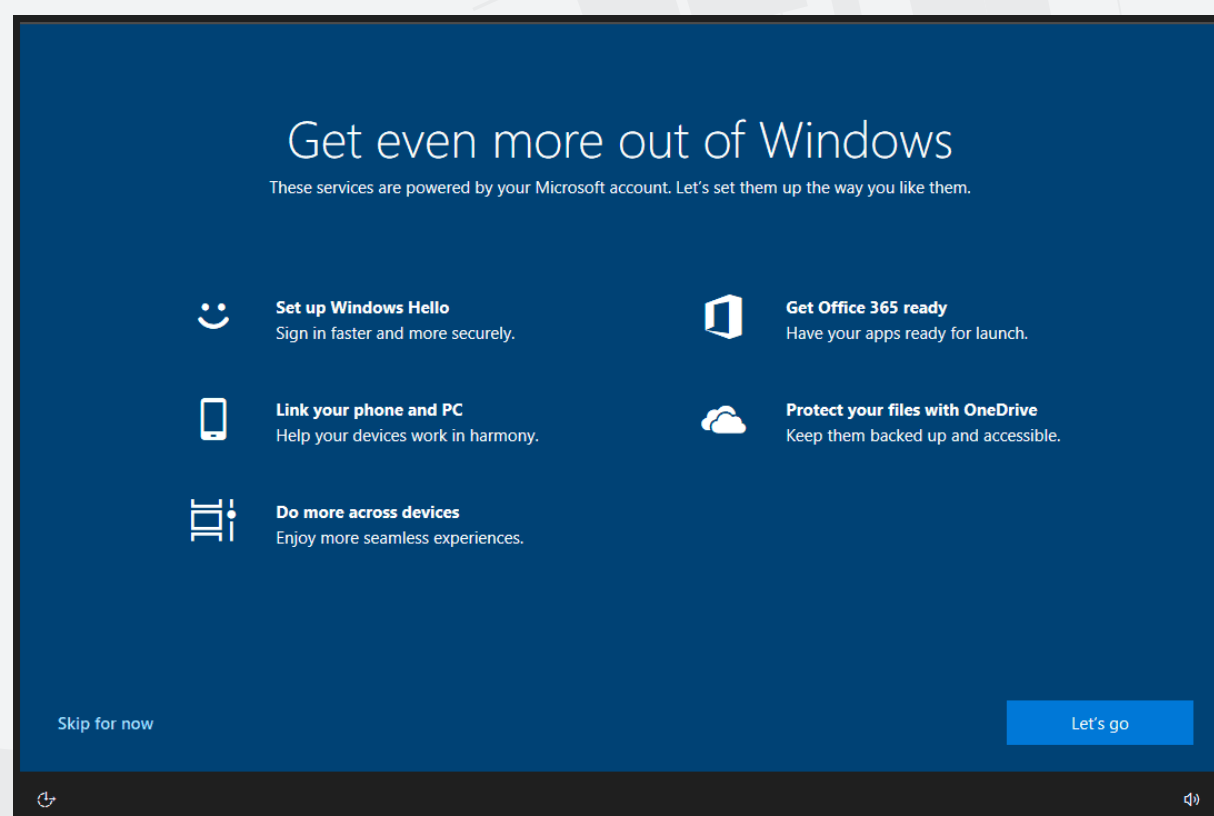 Get even more out of Windows
These services are powered by your Microsoft account. Let's set them up the way you like them.
Set up Windows Hello
Sign in faster and more securely.
Link your phone and PC
Help your devices work in harmony.
Do more across devices
Enjoy more seamless experiences.
Get Office 365 ready
Have your apps ready for launch.
Protect your files with OneDrive
Keep them backed up and accessible.
Skip for now
Let's go